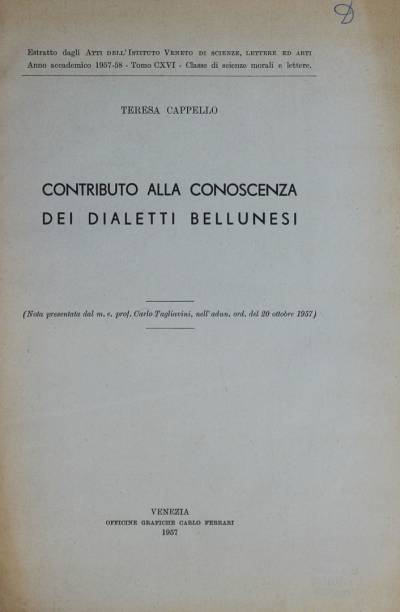 D
Estratto dagli ATTI DELL'ISTITUTO VENETO DI SCIENZE, LETTERE ED ARTI
Anno accademico 1957-58 - Tomo CXVI - Classe di scienze morali e lettere.
TERESA CAPPELLO
CONTRIBUTO ALLA CONOSCENZA
DEI DIALETTI BELLUNESI
(Nota presentata dal m. e. prof. Carlo Tagliavini, nell'adun. ord. del 20 ottobre 1957)
VENEZIA
OFFICINE GRAFICHE CARLO FERRARI
1957